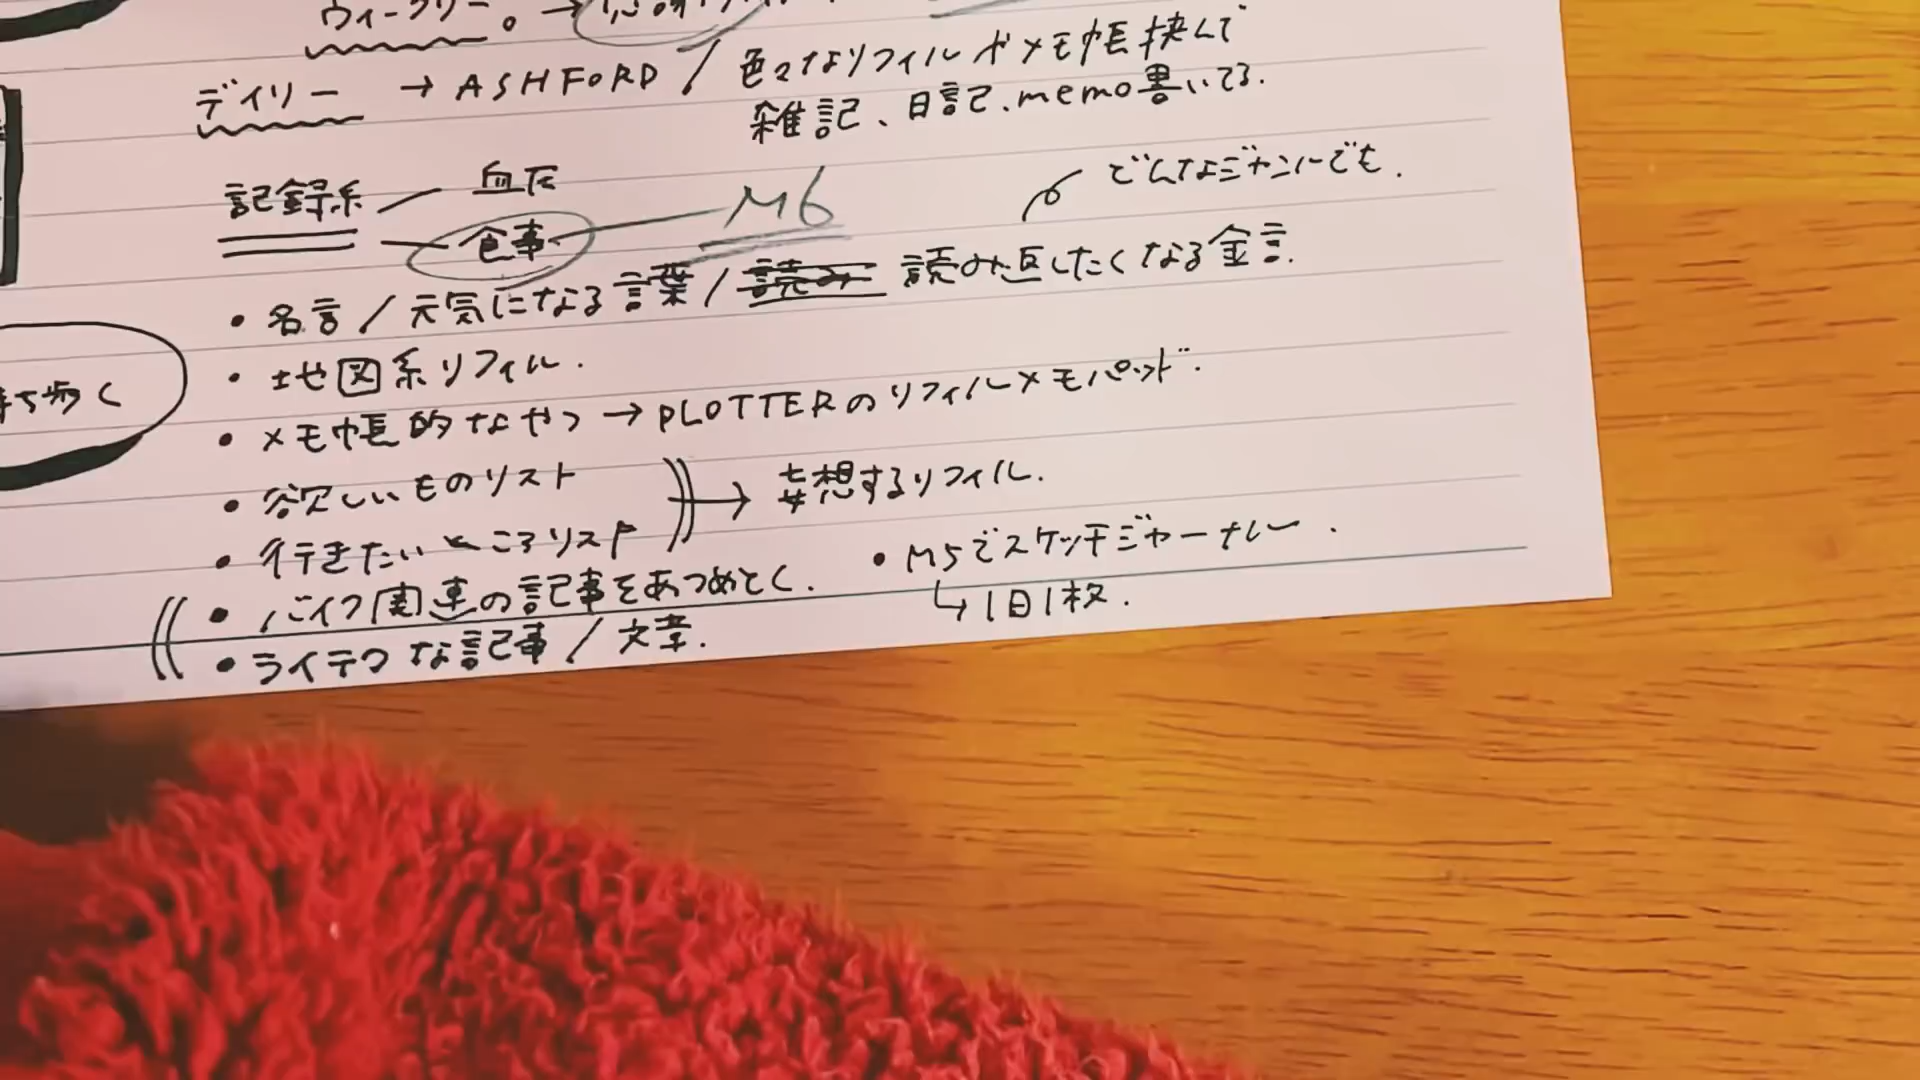 ウィークリー。→
デイリー → ASHFORD / 色々なリフィルやメモ帳挟んで
雑記、日記、memo書いてる.
記録系 血圧
食事 M6
どんなジャンルでも.
・名言/元気になる言葉/読み 読み返したくなる金言.
・地図系リフィル.
ち歩く
・メモ帳的なやつ → PLOTTERのリフィルメモパッド.
・欲しいものリスト
・行きたいところリスト → 妄想するリフィル.
・M5でスケッチジャーナル.
↳1日1枚.
・バイク関連の記事をあつめとく.
・ライテクな記事/文章.